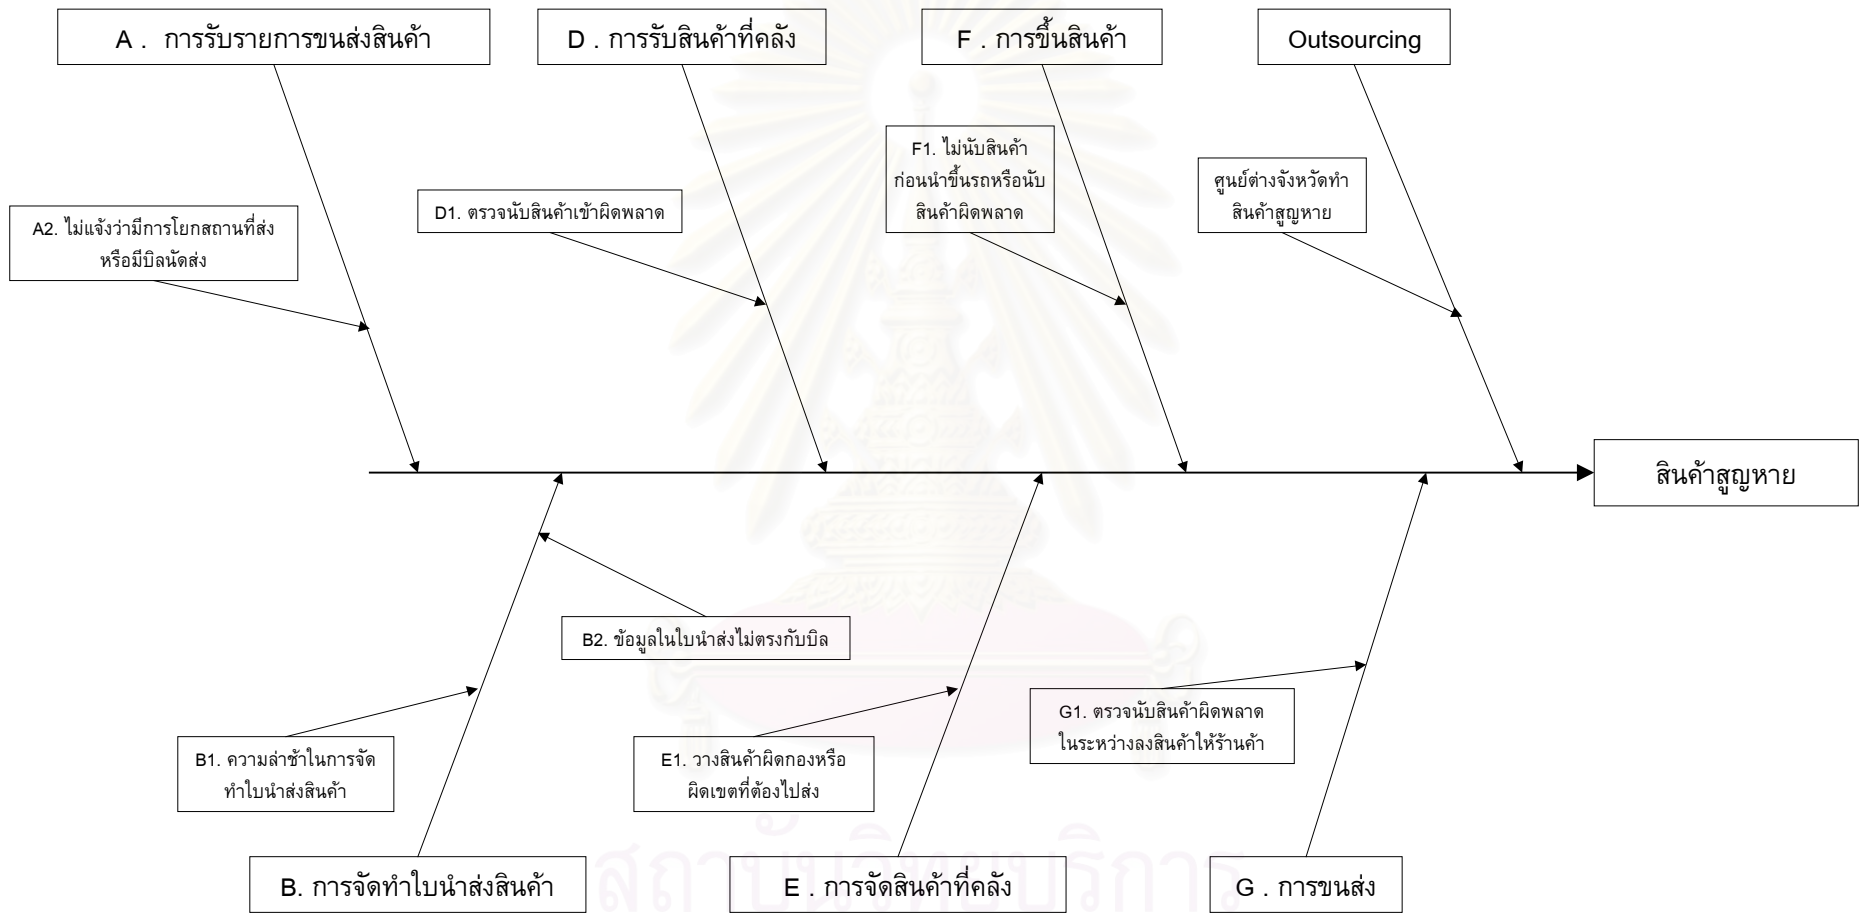 A . การรับรายการขนส่งสินค้า
D . การรับสินค้าที่คลัง
F . การขึ้นสินค้า
Outsourcing
F1. ไม่นับสินค้า
ก่อนนำขึ้นรถหรือนับ
สินค้าผิดพลาด
ศูนย์ต่างจังหวัดทำ
สินค้าสูญหาย
D1. ตรวจนับสินค้าเข้าผิดพลาด
A2. ไม่แจ้งว่ามีการโยกสถานที่ส่ง
หรือมีบิลนัดส่ง
สินค้าสูญหาย
B2. ข้อมูลในใบนำส่งไม่ตรงกับบิล
G1. ตรวจนับสินค้าผิดพลาด
ในระหว่างลงสินค้าให้ร้านค้า
B1. ความล่าช้าในการจัด
ทำใบนำส่งสินค้า
E1. วางสินค้าผิดกองหรือ
ผิดเขตที่ต้องไปส่ง
สถาบันวิทยบริการ
B. การจัดทำใบนำส่งสินค้า
E . การจัดสินค้าที่คลัง
G . การขนส่ง